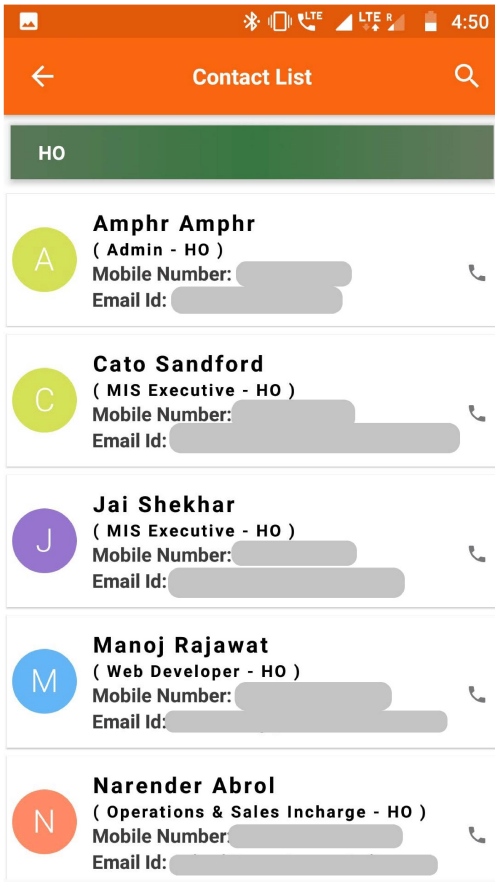 LTE LTE R 4:50
Contact List
HO
A
Amphr Amphr
( Admin - HO )
Mobile Number:
Email Id:
C
Cato Sandford
( MIS Executive - HO )
Mobile Number:
Email Id:
J
Jai Shekhar
( MIS Executive - HO )
Mobile Number:
Email Id:
M
Manoj Rajawat
( Web Developer - HO )
Mobile Number:
Email Id:
N
Narender Abrol
( Operations & Sales Incharge - HO )
Mobile Number:
Email Id: